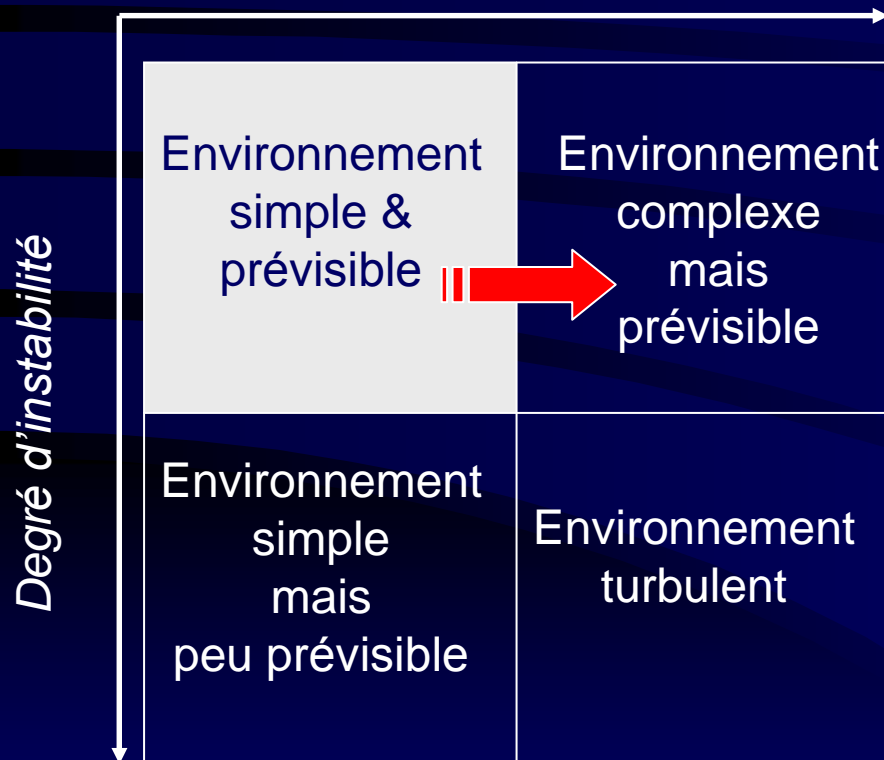 Degré d’instabilité
Environnement
simple &
prévisible
Environnement
complexe
mais
prévisible
Environnement
simple
mais
peu prévisible
Environnement
turbulent